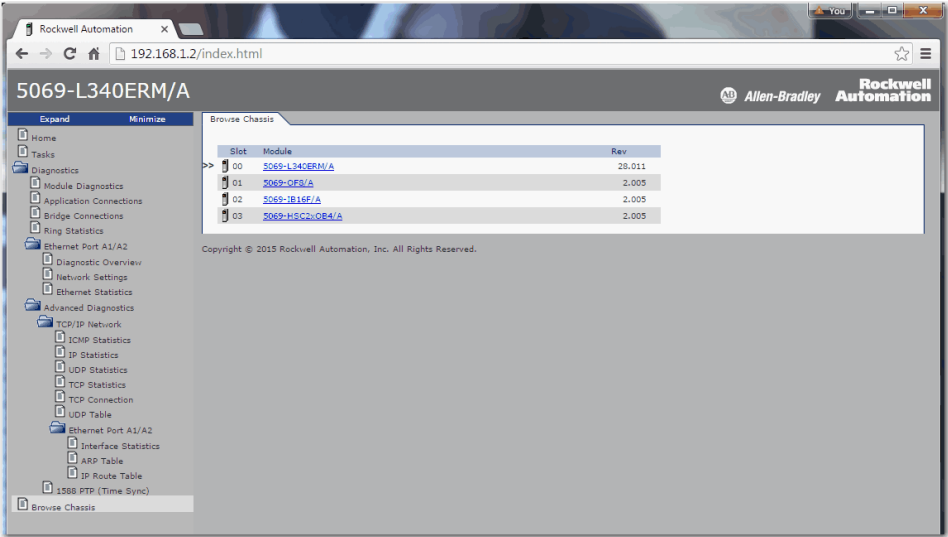 Rockwell Automation
You
192.168.1.2/index.html
5069-L340ERM/A
AB Allen-Bradley
Rockwell
Automation
Expand Minimize
Home
Tasks
Diagnostics
Module Diagnostics
Application Connections
Bridge Connections
Ring Statistics
Ethernet Port A1/A2
Diagnostic Overview
Network Settings
Ethernet Statistics
Advanced Diagnostics
TCP/IP Network
ICMP Statistics
IP Statistics
UDP Statistics
TCP Statistics
TCP Connection
UDP Table
Ethernet Port A1/A2
Interface Statistics
ARP Table
IP Route Table
1588 PTP (Time Sync)
Browse Chassis
Browse Chassis
Slot Module Rev
>> 00 5069-L340ERM/A 28.011
01 5069-OF8/A 2.005
02 5069-IB16F/A 2.005
03 5069-HSC2xOB4/A 2.005
Copyright © 2015 Rockwell Automation, Inc. All Rights Reserved.